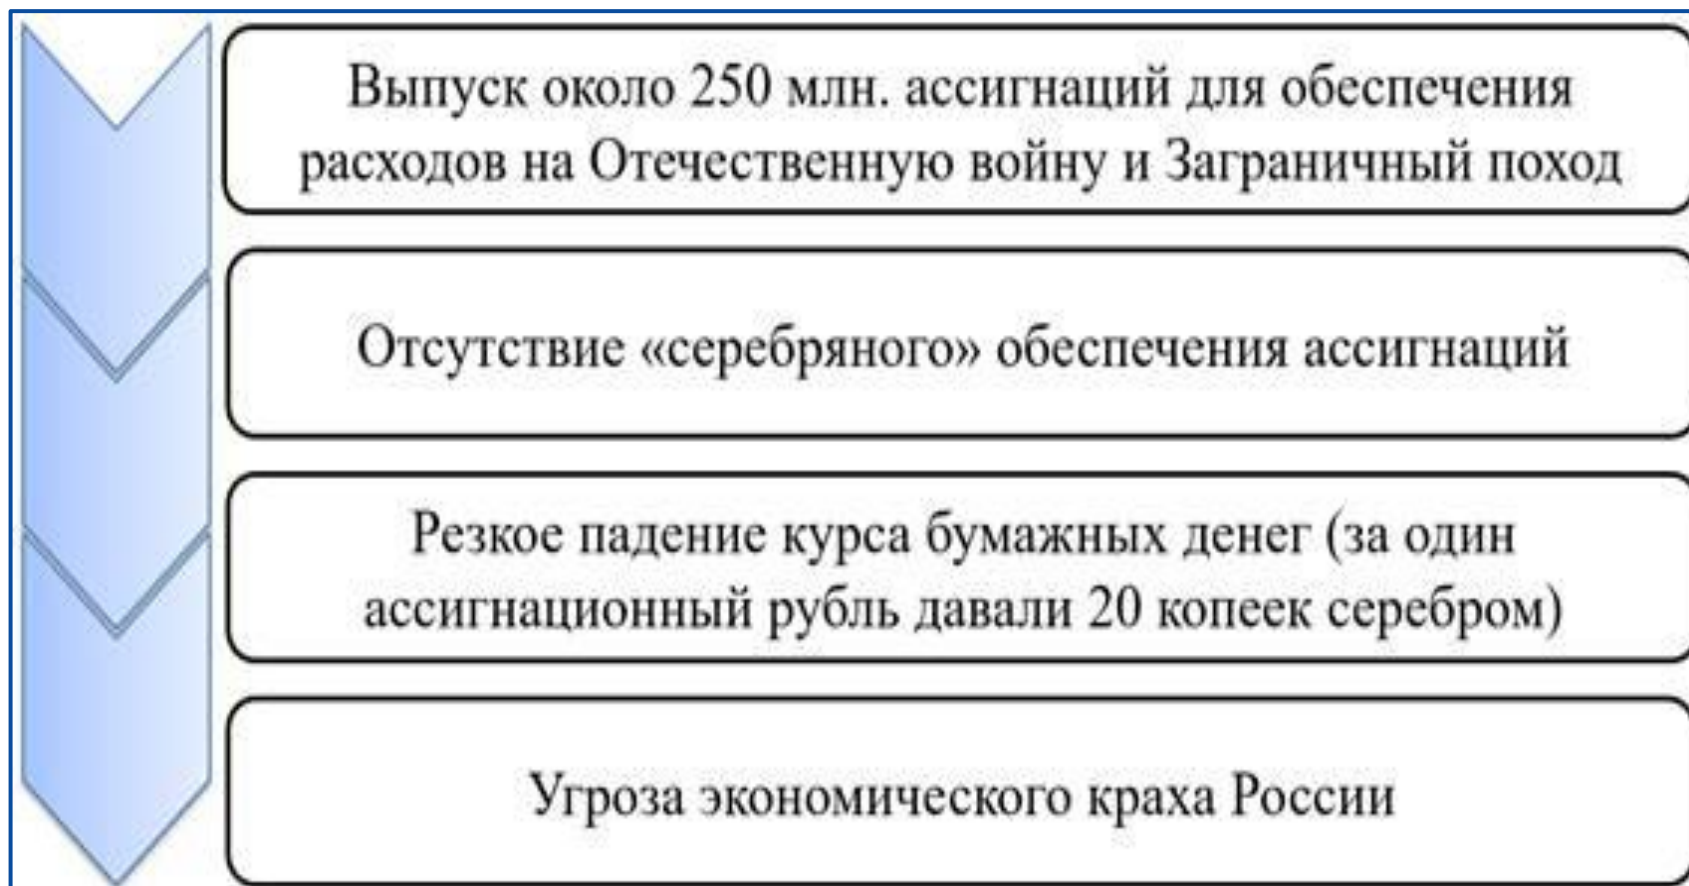 Выпуск около 250 млн. ассигнаций для обеспечения
расходов на Отечественную войну и Заграничный поход
Отсутствие «серебряного» обеспечения ассигнаций
Резкое падение курса бумажных денег (за один
ассигнационный рубль давали 20 копеек серебром)
Угроза экономического краха России